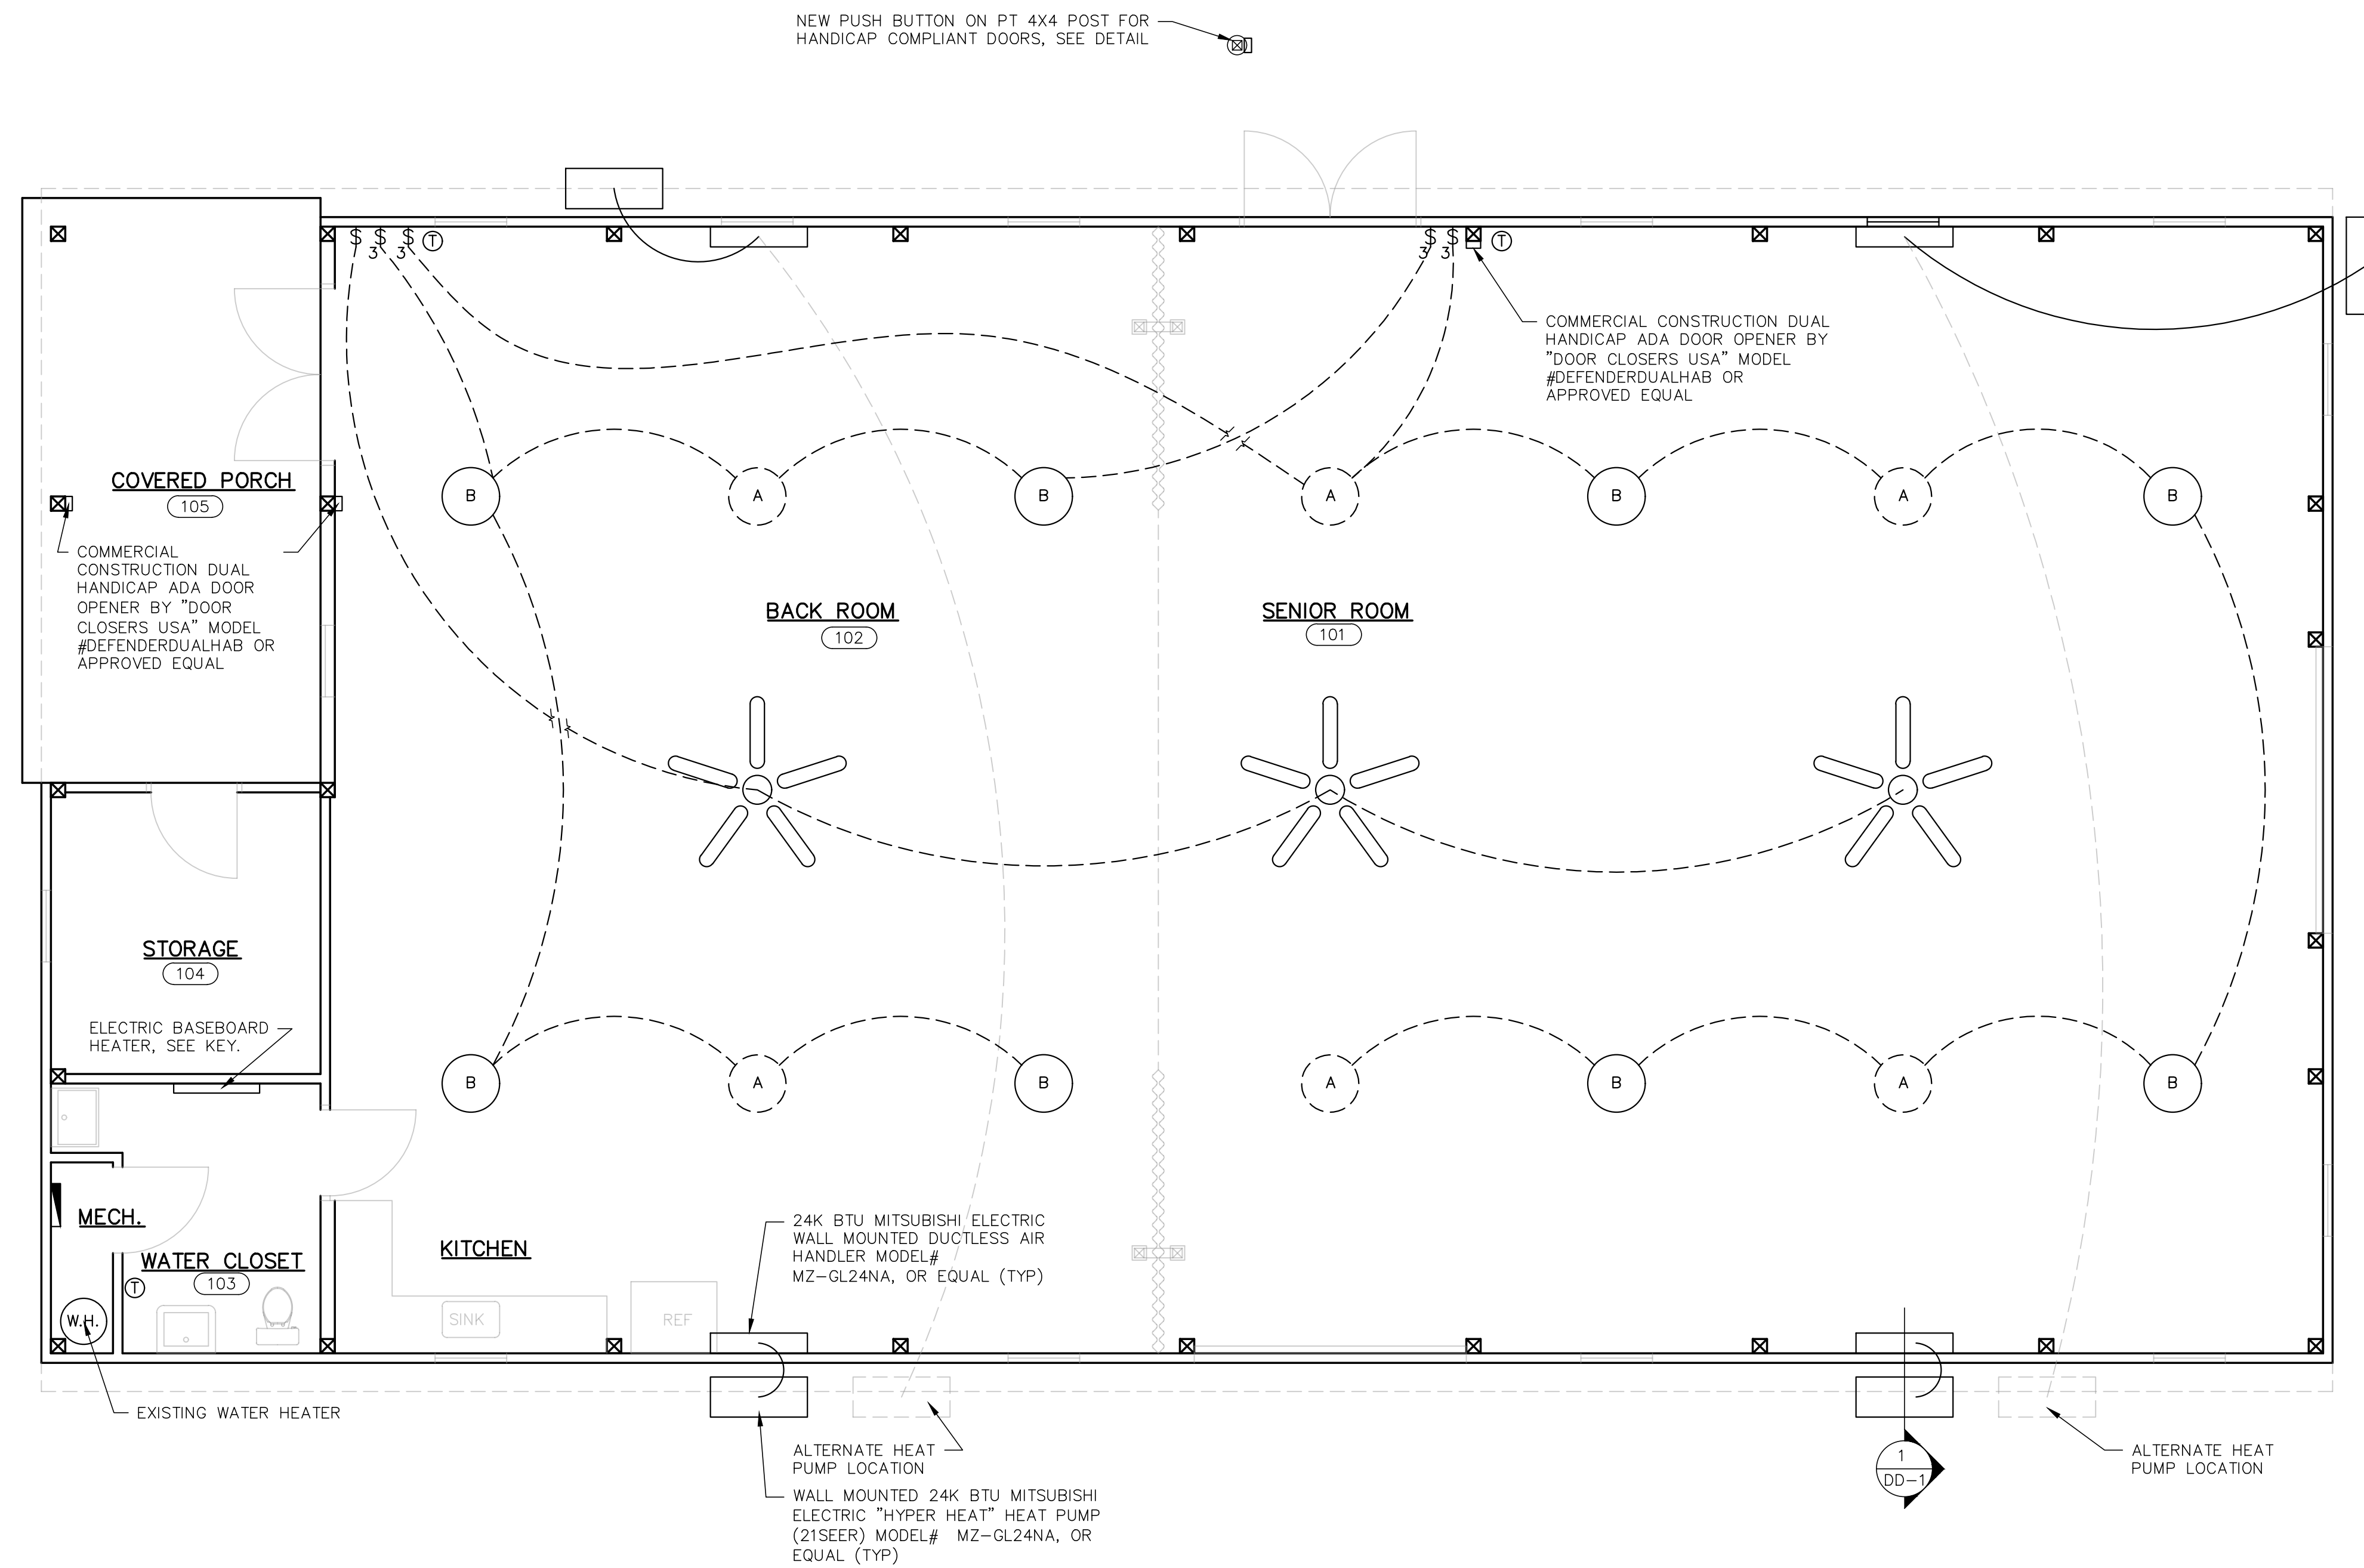 NEW PUSH BUTTON ON PT 4X4 POST FOR
HANDICAP COMPLIANT DOORS, SEE DETAIL
$ $ $ T
3 3
$ $ T
3 3
COMMERCIAL CONSTRUCTION DUAL
HANDICAP ADA DOOR OPENER BY
"DOOR CLOSERS USA" MODEL
#DEFENDERDUALHAB OR
APPROVED EQUAL
COVERED PORCH
105
B A B A B A B
COMMERCIAL
CONSTRUCTION DUAL
HANDICAP ADA DOOR
OPENER BY "DOOR
CLOSERS USA" MODEL
#DEFENDERDUALHAB OR
APPROVED EQUAL
BACK ROOM
102
SENIOR ROOM
101
STORAGE
104
ELECTRIC BASEBOARD
HEATER, SEE KEY.
B A B A B A B
MECH.
WATER CLOSET
103
T
W.H.
KITCHEN
SINK
REF
24K BTU MITSUBISHI ELECTRIC
WALL MOUNTED DUCTLESS AIR
HANDLER MODEL#
MZ-GL24NA, OR EQUAL (TYP)
EXISTING WATER HEATER
ALTERNATE HEAT
PUMP LOCATION
WALL MOUNTED 24K BTU MITSUBISHI
ELECTRIC "HYPER HEAT" HEAT PUMP
(21SEER) MODEL# MZ-GL24NA, OR
EQUAL (TYP)
1
DD-1
ALTERNATE HEAT
PUMP LOCATION